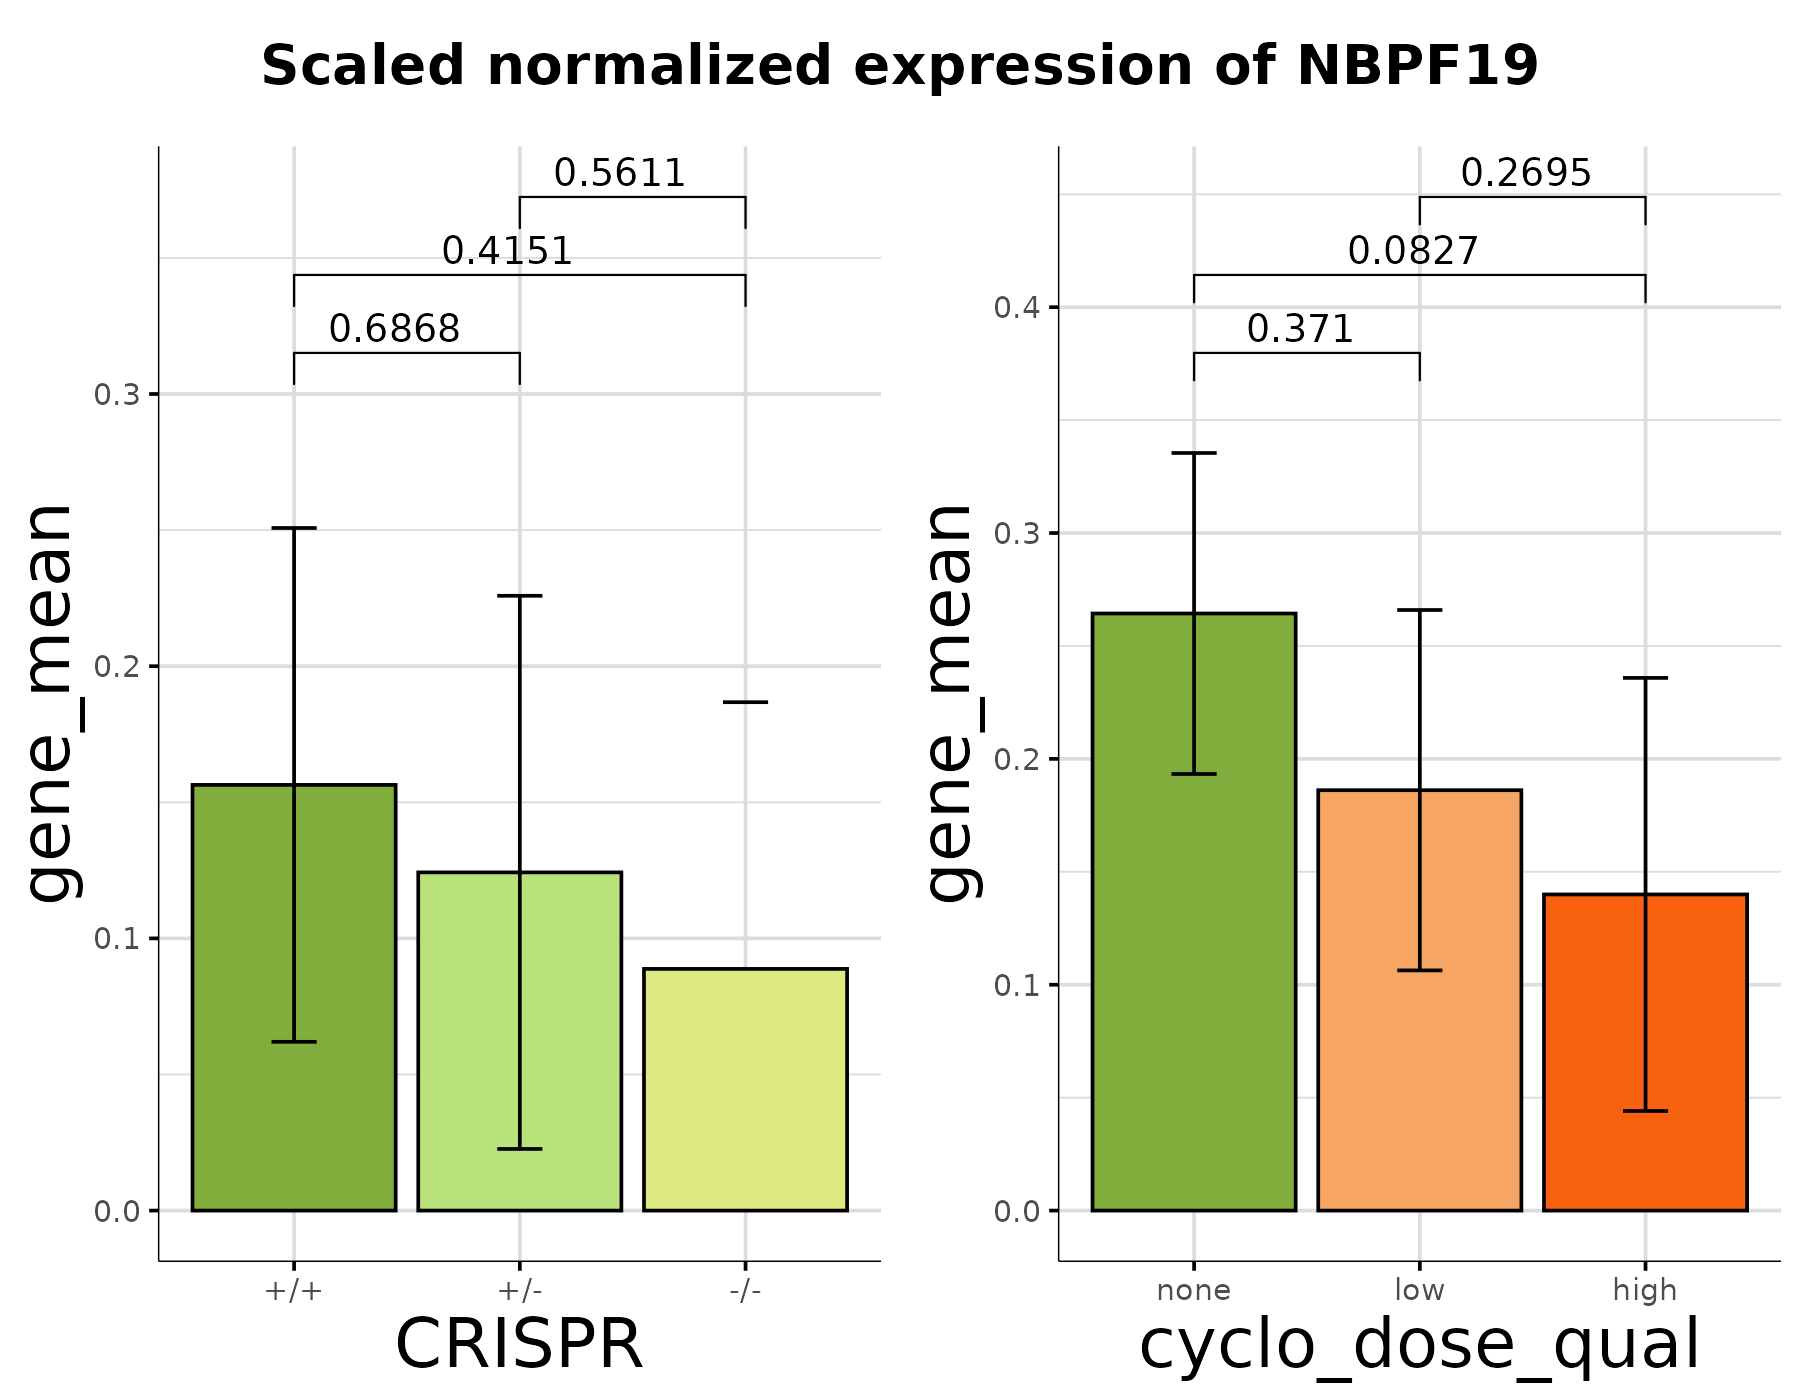 Scaled normalized expression of NBPF19
gene_mean
0.5611
0.4151
0.6868
0.3
0.2
0.1
0.0
+/+ +/- -/-
CRISPR
gene_mean
0.2695
0.0827
0.371
0.4
0.3
0.2
0.1
0.0
none low high
cyclo_dose_qual